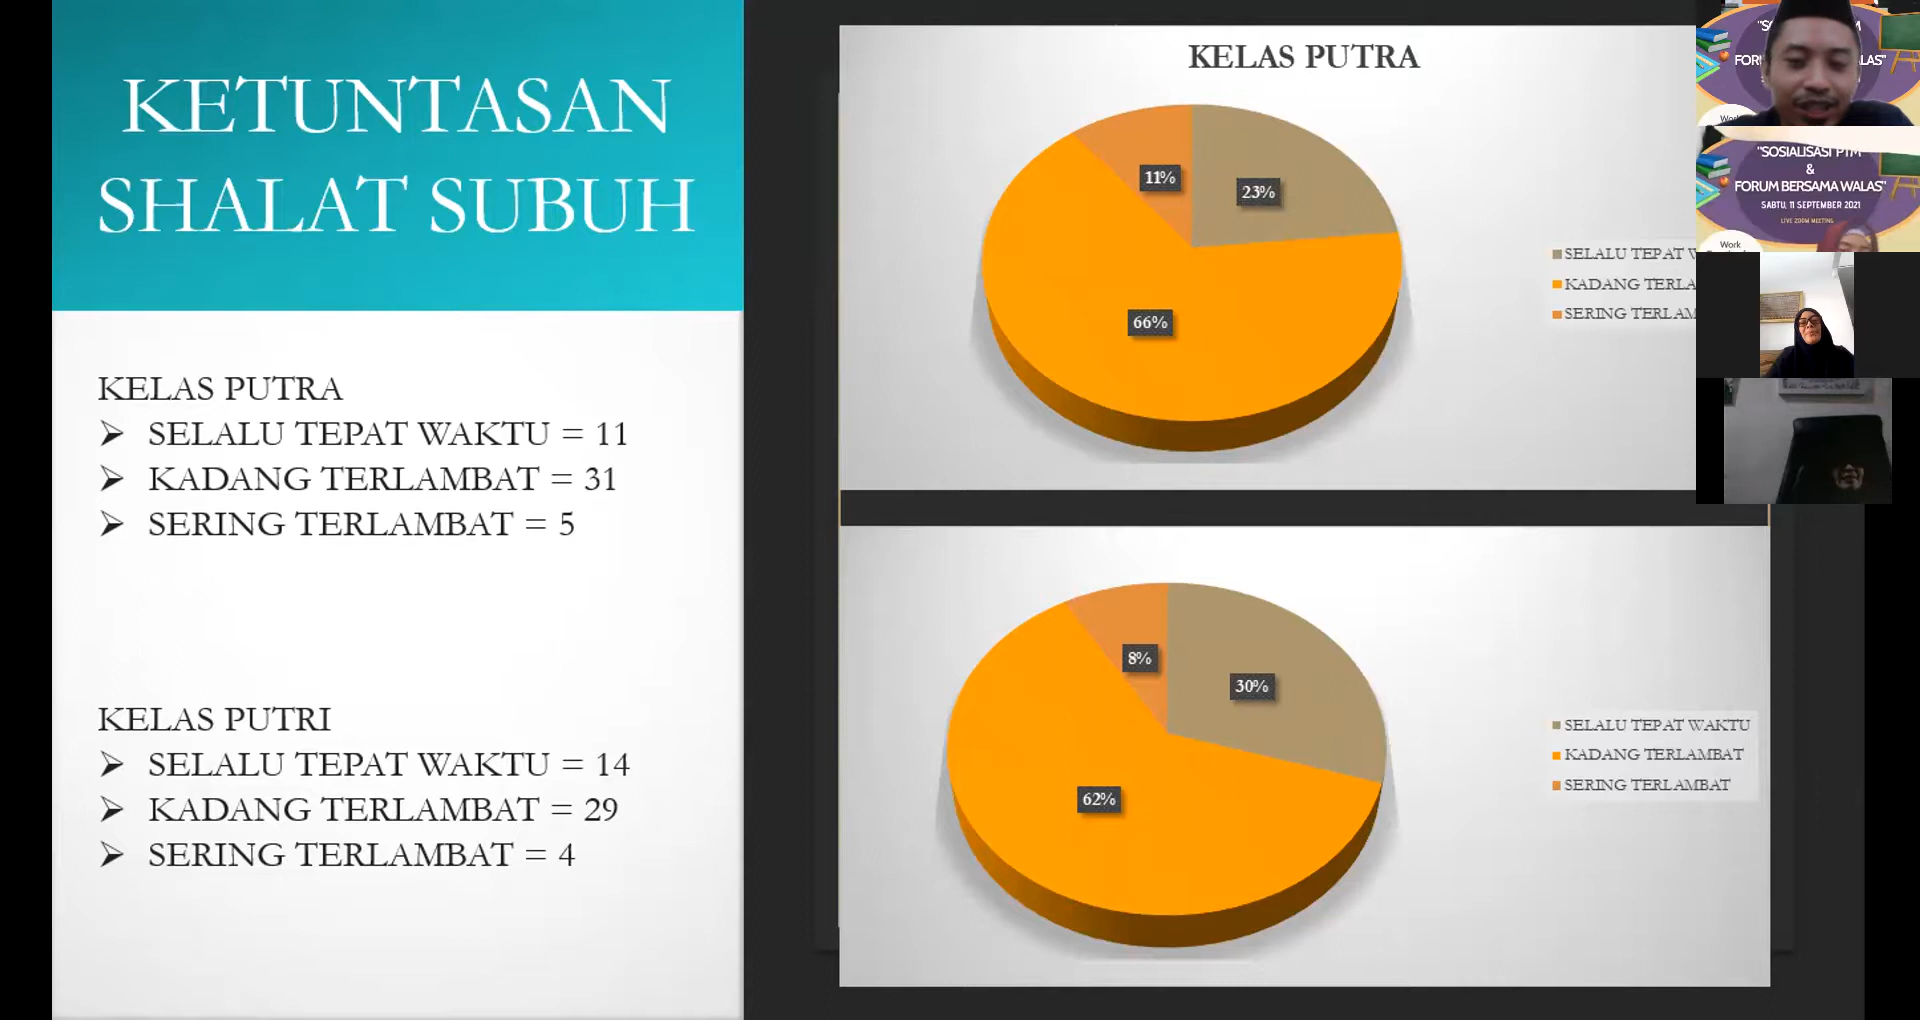 KETUNTASAN
SHALAT SUBUH
KELAS PUTRA
➢ SELALU TEPAT WAKTU = 11
➢ KADANG TERLAMBAT = 31
➢ SERING TERLAMBAT = 5
KELAS PUTRI
➢ SELALU TEPAT WAKTU = 14
➢ KADANG TERLAMBAT = 29
➢ SERING TERLAMBAT = 4
KELAS PUTRA
11%
23%
66%
SELALU TEPAT
KADANG
SERING
8%
30%
62%
SELALU TEPAT WAKTU
KADANG TERLAMBAT
SERING TERLAMBAT
"SOSIALISASI PTM
&
FORUM BERSAMA WALAS"
SABTU, 11 SEPTEMBER 2021
LIVE ZOOM MEETING
Work